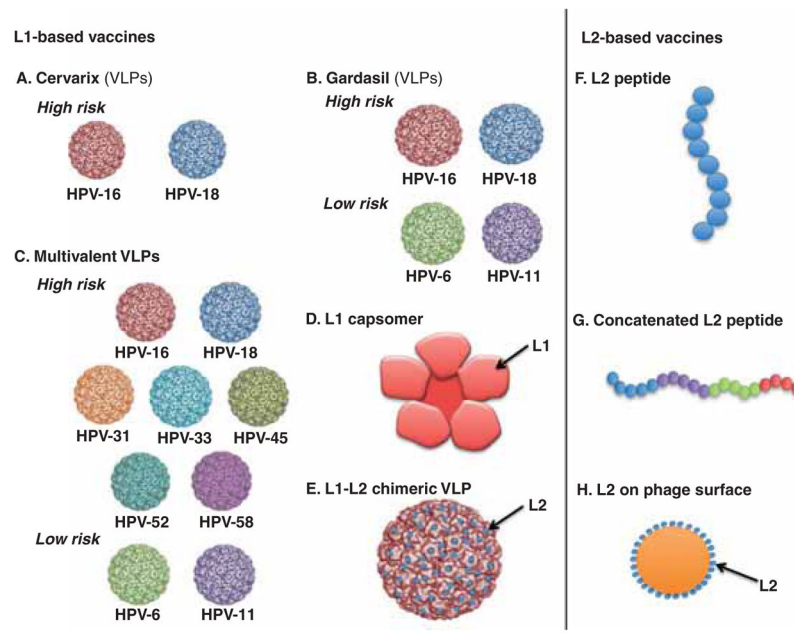 L1-based vaccines
A. Cervarix (VLPs)
High risk
HPV-16 HPV-18
B. Gardasil (VLPs)
High risk
HPV-16 HPV-18
Low risk
HPV-6 HPV-11
C. Multivalent VLPs
High risk
HPV-16 HPV-18
HPV-31 HPV-33 HPV-45
HPV-52 HPV-58
Low risk
HPV-6 HPV-11
D. L1 capsomer
L1
E. L1-L2 chimeric VLP
L2
L2-based vaccines
F. L2 peptide
G. Concatenated L2 peptide
H. L2 on phage surface
L2